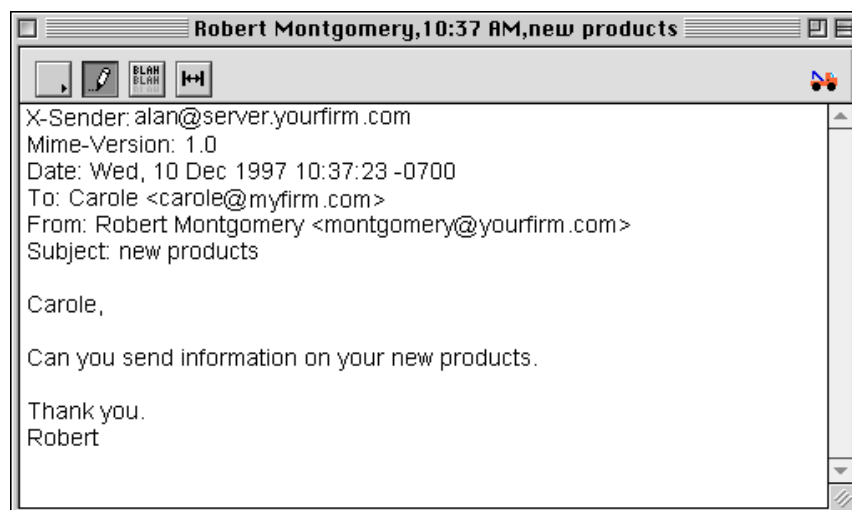 Robert Montgomery,10:37 AM,new products
BLAH
BLAH
X-Sender: alan@server.yourfirm.com
Mime-Version: 1.0
Date: Wed, 10 Dec 1997 10:37:23 -0700
To: Carole <carole@myfirm.com>
From: Robert Montgomery <montgomery@yourfirm.com>
Subject: new products
Carole,
Can you send information on your new products.
Thank you.
Robert